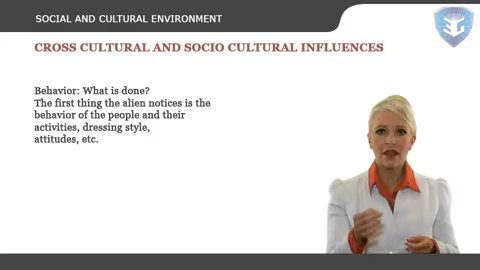 SOCIAL AND CULTURAL ENVIRONMENT
CROSS CULTURAL AND SOCIO CULTURAL INFLUENCES
Behavior: What is done?
The first thing the alien notices is the
behavior of the people and their
activities, dressing style,
attitudes, etc.